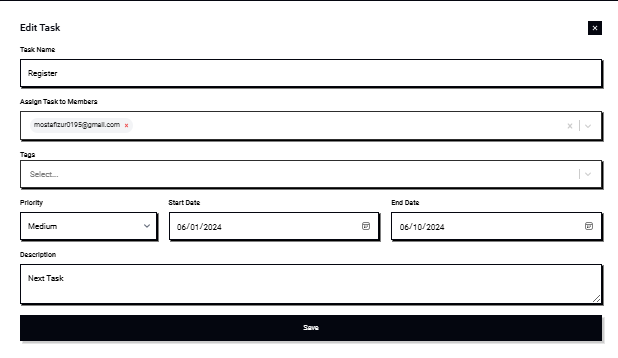 Edit Task
Task Name
Register
Assign Task to Members
mostafizur0195@gmail.com
Tags
Select...
Priority Start Date End Date
Medium 06/01/2024 06/10/2024
Description
Next Task
Save